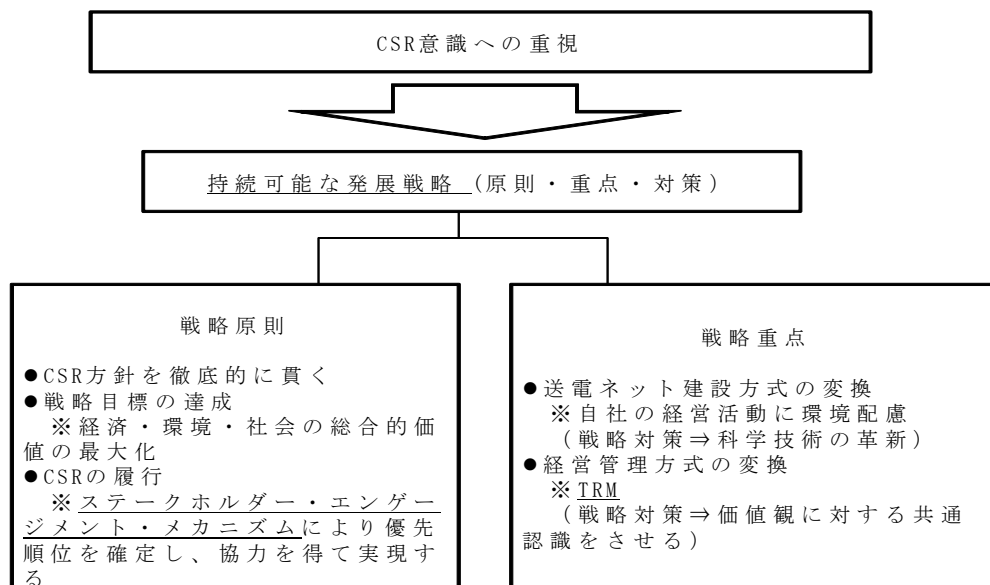 CSR意識への重視
持続可能な発展戦略(原則・重点・対策)
戦略原則
●CSR方針を徹底的に貫く
●戦略目標の達成
※経済・環境・社会の総合的価
値の最大化
●CSRの履行
※ステークホルダー・エンゲー
ジメント・メカニズムにより優先
順位を確定し、協力を得て実現す
る
戦略重点
●送電ネット建設方式の変換
※自社の経営活動に環境配慮
(戦略対策⇒科学技術の革新)
●経営管理方式の変換
※TRM
(戦略対策⇒価値観に対する共通
認識をさせる)